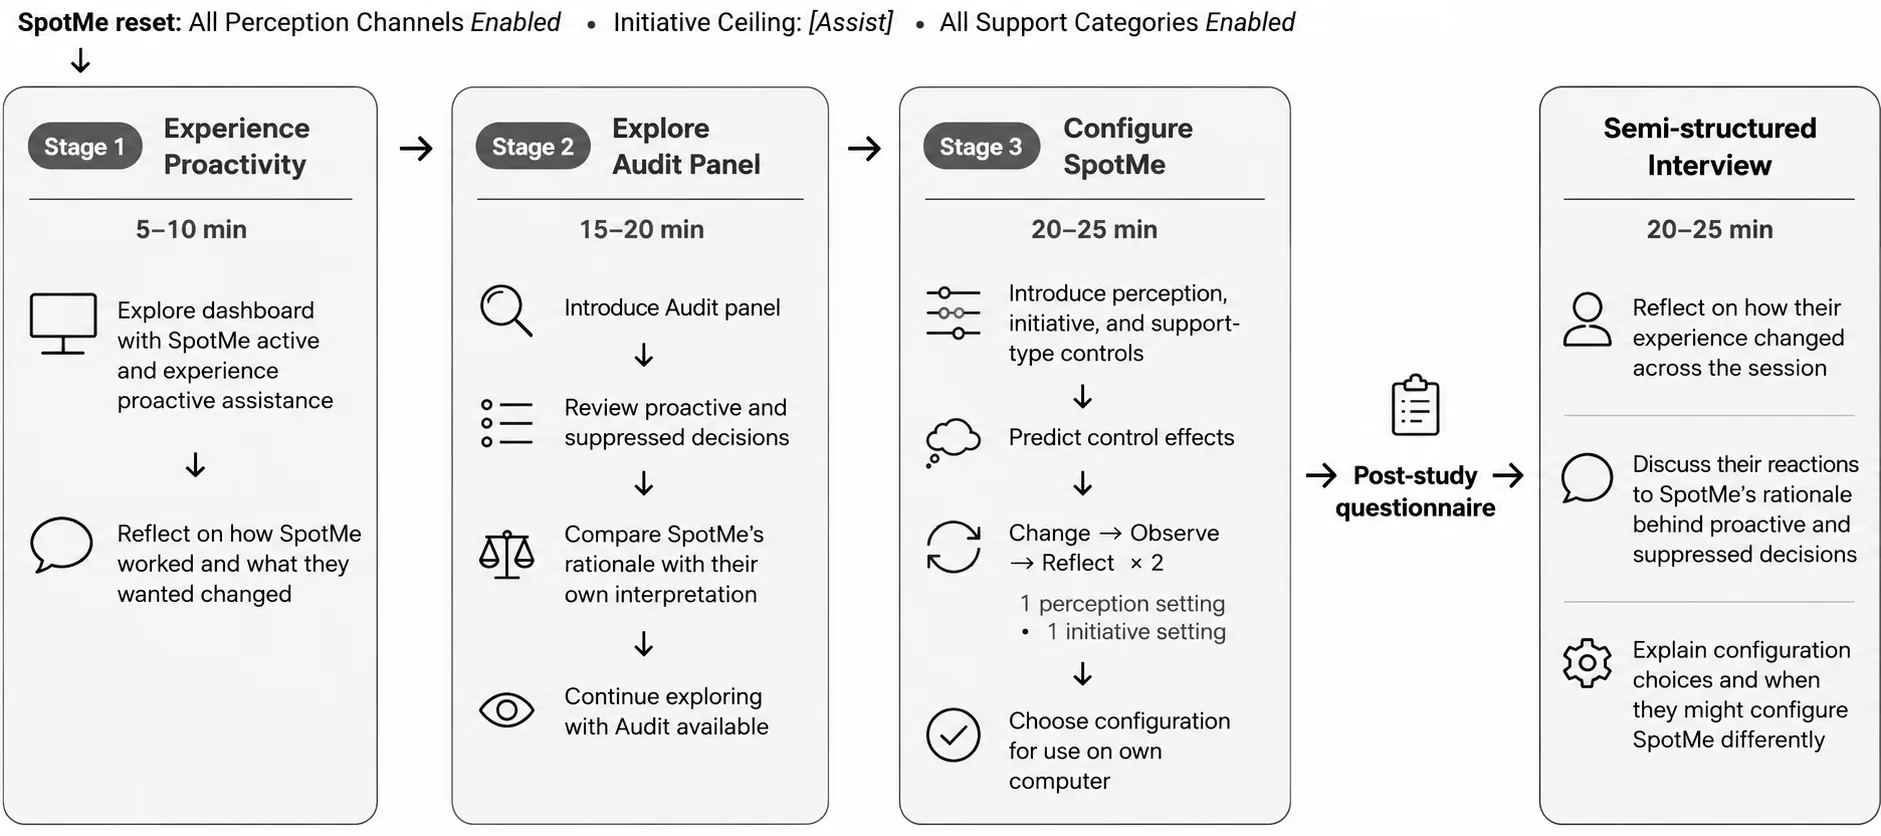 SpotMe reset: All Perception Channels Enabled • Initiative Ceiling: [Assist] • All Support Categories Enabled
Stage 1
Experience
Proactivity
5–10 min
Explore dashboard
with SpotMe active
and experience
proactive assistance
Reflect on how SpotMe
worked and what they
wanted changed
Stage 2
Explore
Audit Panel
15–20 min
Introduce Audit panel
Review proactive and
suppressed decisions
Compare SpotMe's
rationale with their
own interpretation
Continue exploring
with Audit available
Stage 3
Configure
SpotMe
20–25 min
Introduce perception,
initiative, and support-
type controls
Predict control effects
Change → Observe
→ Reflect × 2
1 perception setting
• 1 initiative setting
Choose configuration
for use on own
computer
Post-study
questionnaire
Semi-structured
Interview
20–25 min
Reflect on how their
experience changed
across the session
Discuss their reactions
to SpotMe's rationale
behind proactive and
suppressed decisions
Explain configuration
choices and when
they might configure
SpotMe differently